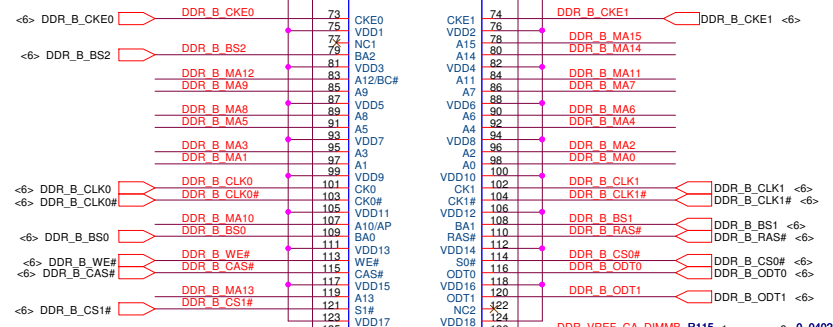 <6> DDR_B_CKE0 DDR_B_CKE0 73 CKE0 CKE1 74 DDR_B_CKE1 DDR_B_CKE1 <6>
75 VDD1 VDD2 76
77 NC1 A15 78 DDR_B_MA15
<6> DDR_B_BS2 DDR_B_BS2 79 BA2 A14 80 DDR_B_MA14
81 VDD3 VDD4 82
DDR_B_MA12 83 A12/BC# A11 84 DDR_B_MA11
DDR_B_MA9 85 A9 A7 86 DDR_B_MA7
87 VDD5 VDD6 88
DDR_B_MA8 89 A8 A6 90 DDR_B_MA6
DDR_B_MA5 91 A5 A4 92 DDR_B_MA4
93 VDD7 VDD8 94
DDR_B_MA3 95 A3 A2 96 DDR_B_MA2
DDR_B_MA1 97 A1 A0 98 DDR_B_MA0
99 VDD9 VDD10 100
<6> DDR_B_CLK0 DDR_B_CLK0 101 CK0 CK1 102 DDR_B_CLK1 DDR_B_CLK1 <6>
<6> DDR_B_CLK0# DDR_B_CLK0# 103 CK0# CK1# 104 DDR_B_CLK1# DDR_B_CLK1# <6>
105 VDD11 VDD12 106
DDR_B_MA10 107 A10/AP BA1 108 DDR_B_BS1 DDR_B_BS1 <6>
<6> DDR_B_BS0 DDR_B_BS0 109 BA0 RAS# 110 DDR_B_RAS# DDR_B_RAS# <6>
111 VDD13 VDD14 112
<6> DDR_B_WE# DDR_B_WE# 113 WE# S0# 114 DDR_B_CS0# DDR_B_CS0# <6>
<6> DDR_B_CAS# DDR_B_CAS# 115 CAS# ODT0 116 DDR_B_ODT0 DDR_B_ODT0 <6>
117 VDD15 VDD16 118
DDR_B_MA13 119 A13 ODT1 120 DDR_B_ODT1 DDR_B_ODT1 <6>
<6> DDR_B_CS1# DDR_B_CS1# 121 S1# NC2 122
123 VDD17 VDD18 124